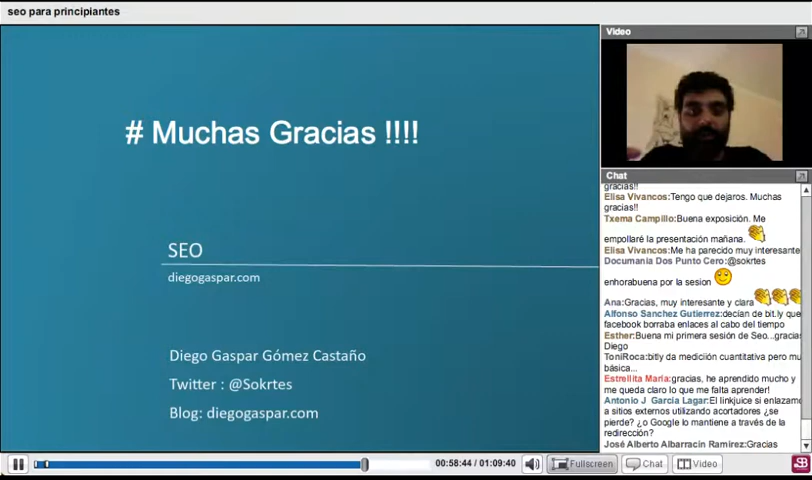 seo para principiantes
# Muchas Gracias !!!!
SEO
diegogaspar.com
Diego Gaspar Gómez Castaño
Twitter : @Sokrtes
Blog: diegogaspar.com
Video
Chat
gracias!!
Elisa Vivancos:Tengo que dejaros. Muchas
gracias!!
Txema Campillo:Buena exposición. Me
empollaré la presentación mañana.
Elisa Vivancos:Me ha parecido muy interesante
Documania Dos Punto Cero:@sokrtes
enhorabuena por la sesion
Ana:Gracias, muy interesante y clara
Alfonso Sanchez Gutierrez:decían de bit.ly que
facebook borraba enlaces al cabo del tiempo
Esther:Buena mi primera sesión de Seo...gracias
Diego
ToniRoca:bitly da medición cuantitativa pero mu
básica...
Estrellita María:gracias, he aprendido mucho y
me queda claro lo que me falta aprender!
Antonio J Garcia Lagar:El linkjuice si enlazamo
a sitios externos utilizando acortadores ¿se
pierde? ¿o Google lo mantiene a través de la
redirección?
José Alberto Albarracin Ramírez:Gracias
00:58:44 / 01:09:40
Fullscreen
Chat
Video